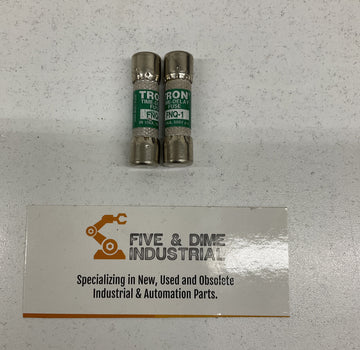 TRON
TIME-DELAY
FUSE
FNQ-1
TRON
FUSE
FNQ-1
FIVE & DIME
INDUSTRIAL
Specializing in New, Used and Obsolete
Industrial & Automation Parts.